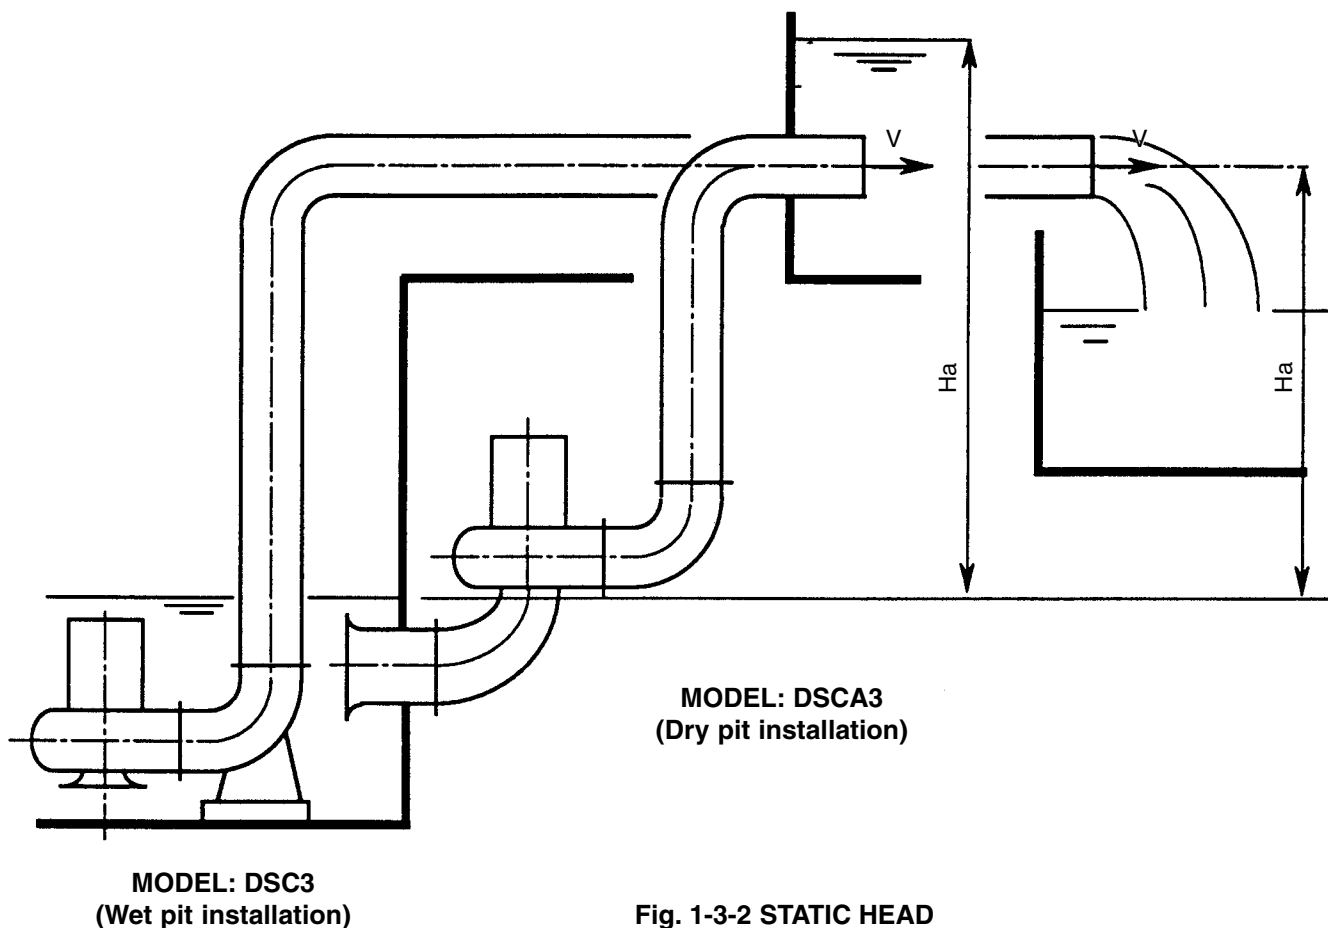 V
V
Ha
Ha
MODEL: DSCA3
(Dry pit installation)
MODEL: DSC3
(Wet pit installation)
Fig. 1-3-2 STATIC HEAD